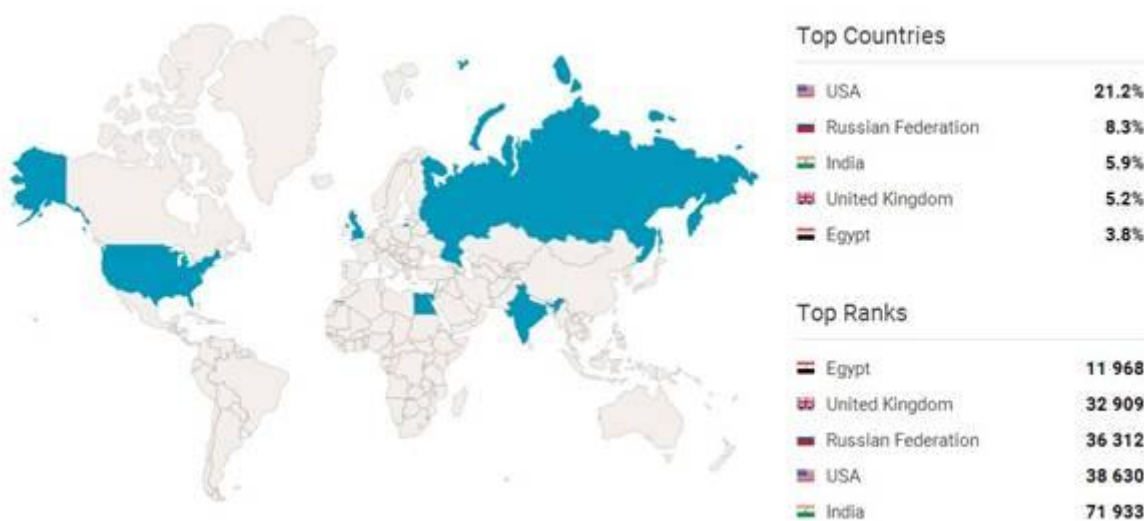 Top Countries
USA 21.2%
Russian Federation 8.3%
India 5.9%
United Kingdom 5.2%
Egypt 3.8%
Top Ranks
Egypt 11 968
United Kingdom 32 909
Russian Federation 36 312
USA 38 630
India 71 933